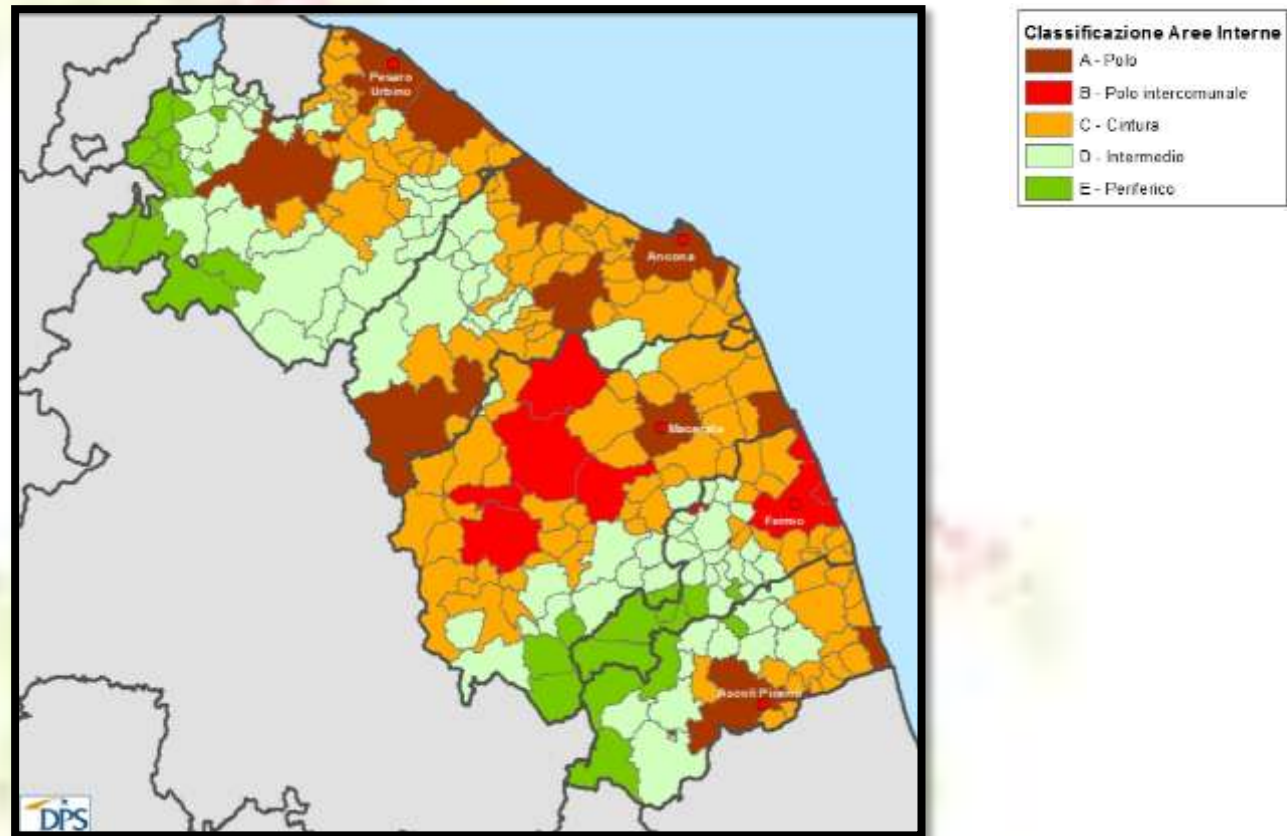 Classificazione Aree Interne
A - Polo
B - Polo intercomunale
C - Cintura
D - Intermedio
E - Periferico
Pesaro
Urbino
Ancona
Macerata
Fermo
Ascoli Piceno
DPS